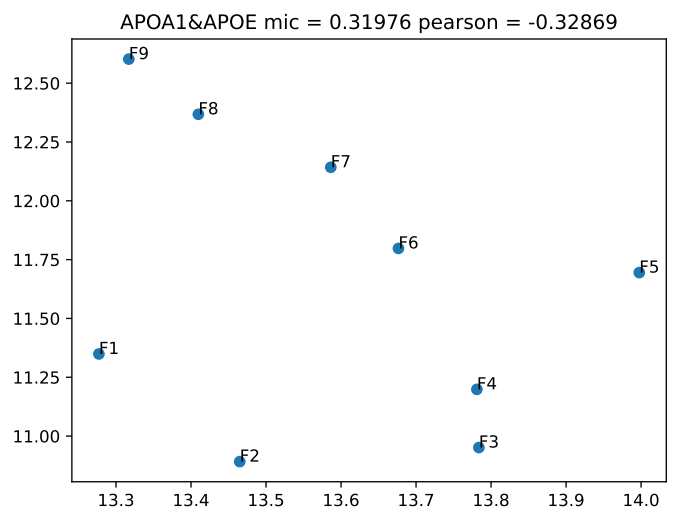 APOA1&APOE mic = 0.31976 pearson = -0.32869
F9
12.50
F8
12.25
F7
12.00
F6
11.75
F5
11.50
F1
11.25
F4
11.00
F3
F2
13.3 13.4 13.5 13.6 13.7 13.8 13.9 14.0